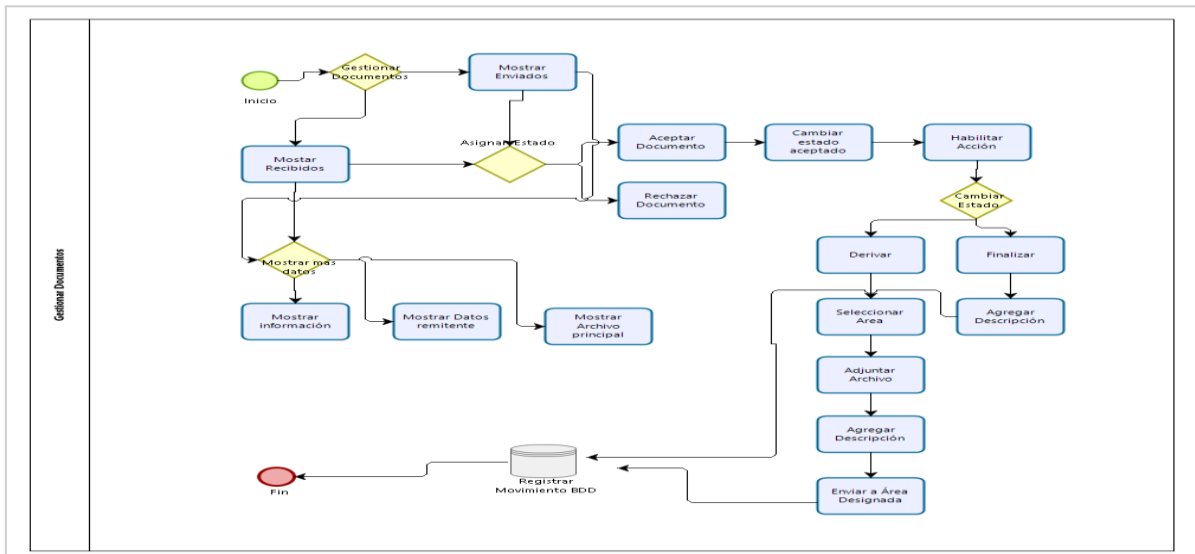 Gestionar Documentos
Inicio
Gestionar
Documentos
Mostrar
Enviados
Mostar
Recibidos
Asignar Estado
Aceptar
Documento
Cambiar
estado
aceptado
Habilitar
Acción
Rechazar
Documento
Cambiar
Estado
Mostrar más
datos
Derivar
Finalizar
Mostrar
información
Mostrar Datos
remitente
Mostrar
Archivo
principal
Seleccionar
Area
Agregar
Descripción
Adjuntar
Archivo
Agregar
Descripción
Enviar a Área
Designada
Registrar
Movimiento BDD
Fin